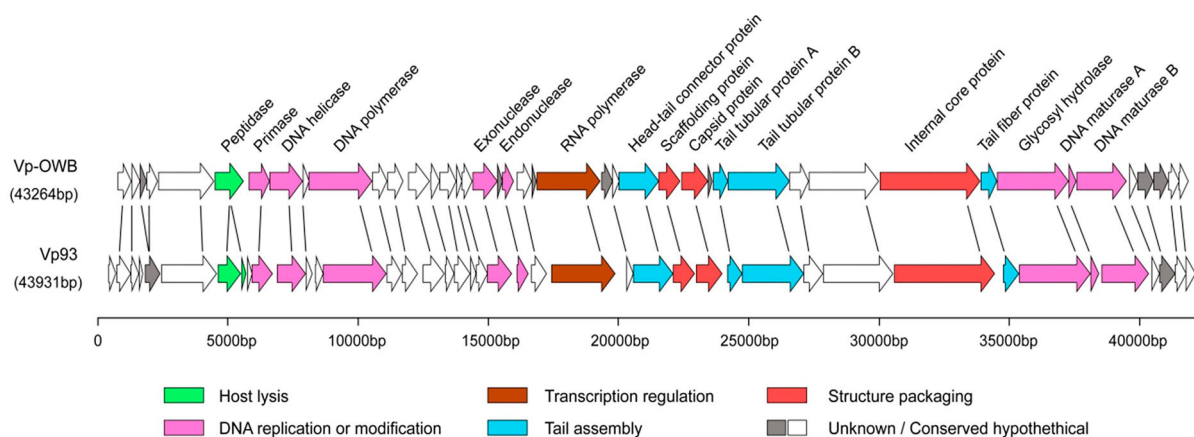 Peptidase
Primase
DNA helicase
DNA polymerase
Exonuclease
Endonuclease
RNA polymerase
Head-tail connector protein
Scaffolding protein
Capsid protein
Tail tubular protein A
Tail tubular protein B
Internal core protein
Tail fiber protein
Glycosyl hydrolase
DNA maturase A
DNA maturase B
Vp-OWB
(43264bp)
Vp93
(43931bp)
0 5000bp 10000bp 15000bp 20000bp 25000bp 30000bp 35000bp 40000bp
Host lysis Transcription regulation Structure packaging
DNA replication or modification Tail assembly Unknown / Conserved hypothethical